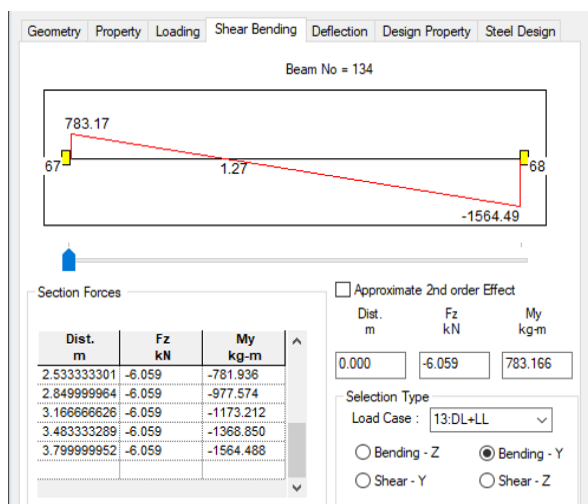 Geometry Property Loading Shear Bending Deflection Design Property Steel Design
Beam No = 134
783.17
67 1.27 68
-1564.49
Section Forces
Approximate 2nd order Effect
Dist. Fz My
m kN kg-m
0.000 -6.059 783.166
Dist. Fz My
m kN kg-m
2.533333301 -6.059 -781.936
2.849999964 -6.059 -977.574
3.166666626 -6.059 -1173.212
3.483333289 -6.059 -1368.850
3.799999952 -6.059 -1564.488
Selection Type
Load Case : 13:DL+LL
Bending - Z Bending - Y
Shear - Y Shear - Z